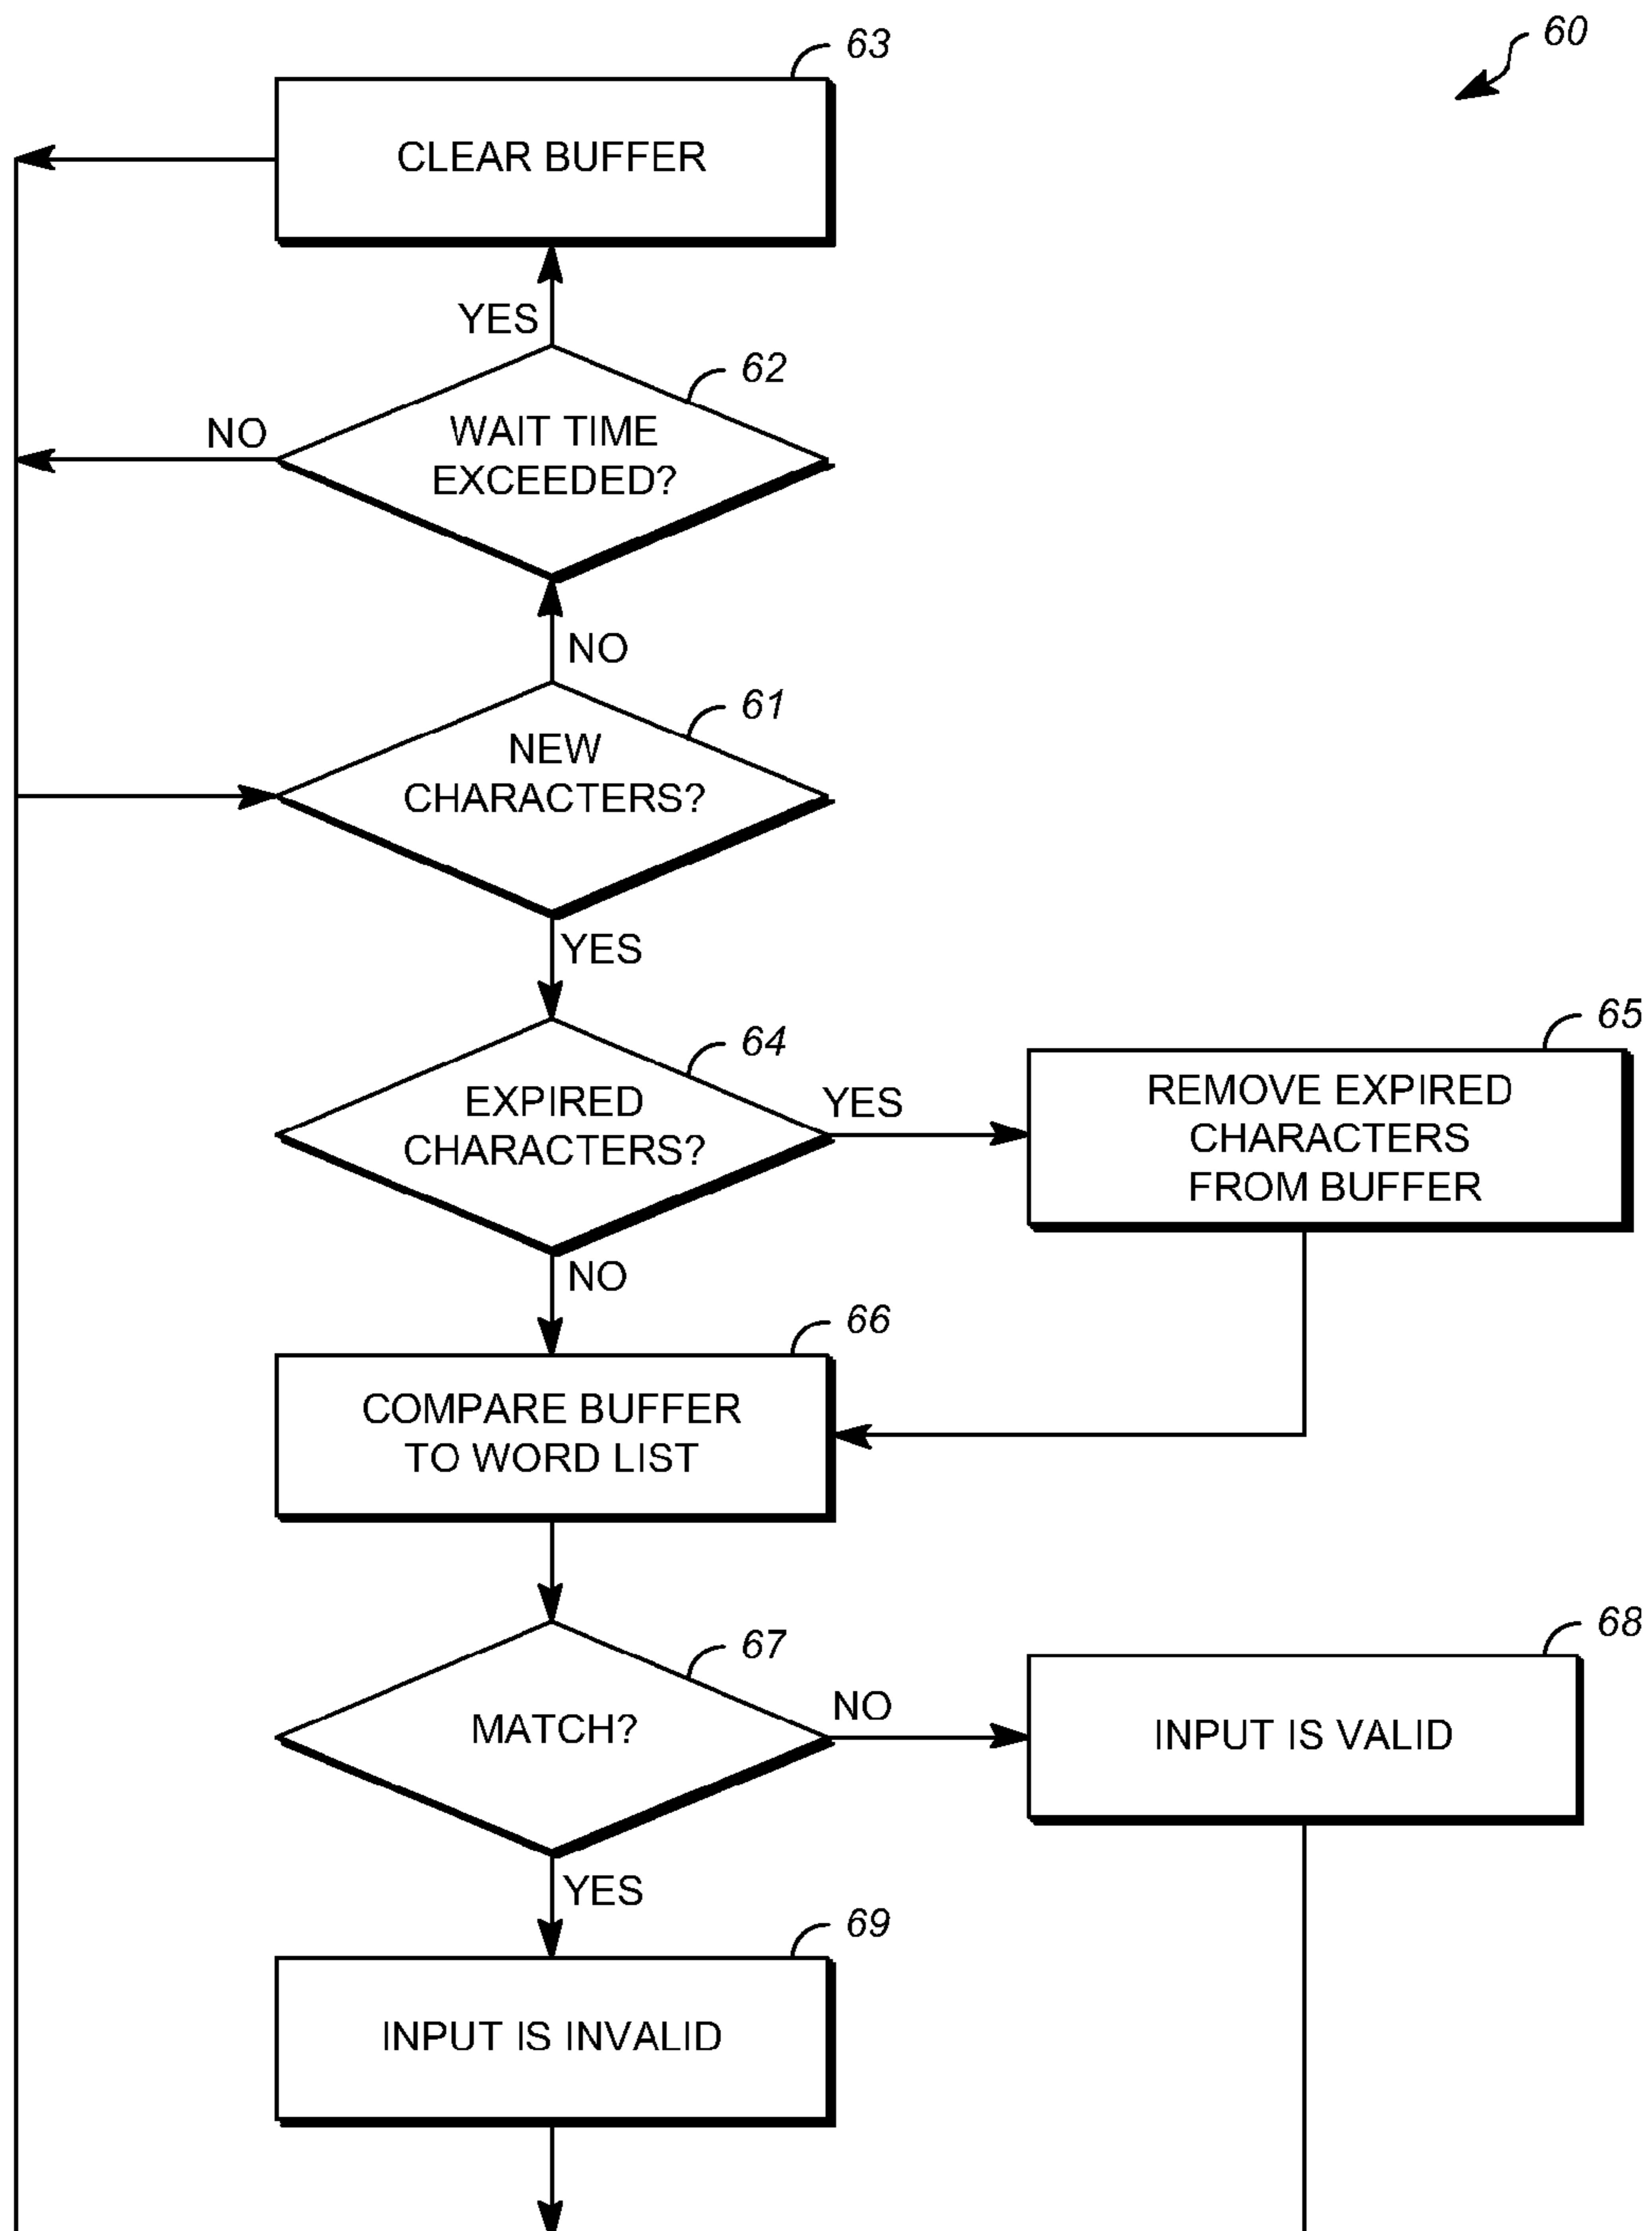 60
63
CLEAR BUFFER
YES
62
WAIT TIME
EXCEEDED?
NO
NO
61
NEW
CHARACTERS?
YES
64
EXPIRED
CHARACTERS?
YES
65
REMOVE EXPIRED
CHARACTERS
FROM BUFFER
NO
66
COMPARE BUFFER
TO WORD LIST
67
MATCH?
NO
68
INPUT IS VALID
YES
69
INPUT IS INVALID